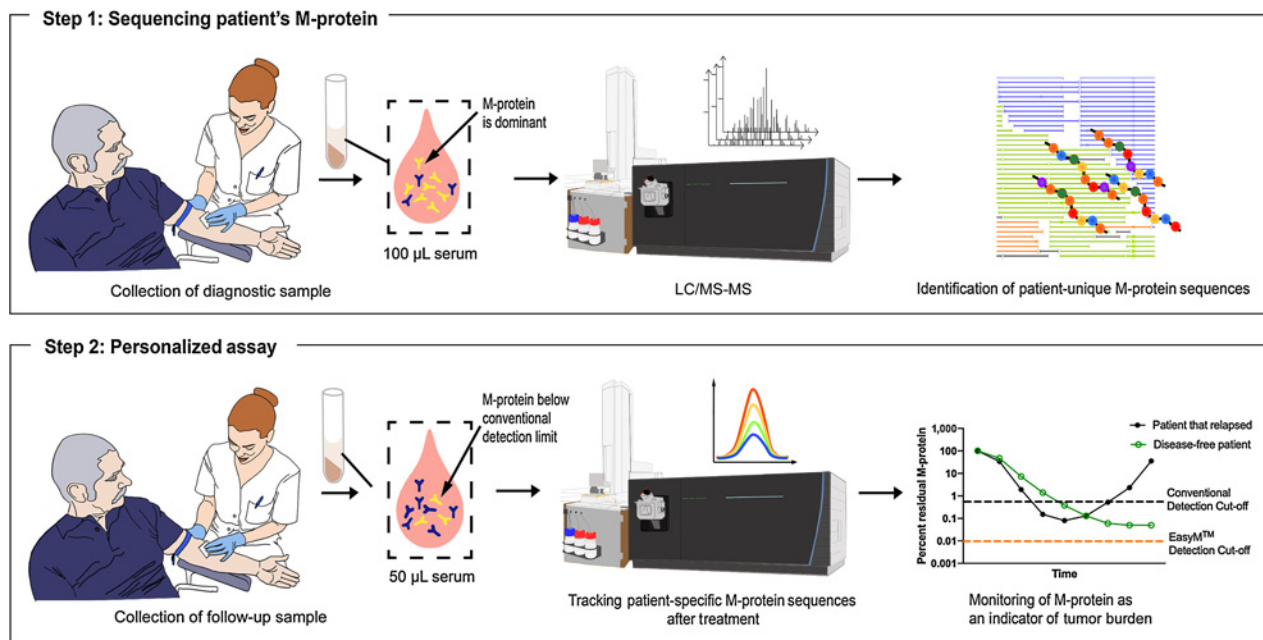 Step 1: Sequencing patient's M-protein
M-protein
is dominant
100 µL serum
Collection of diagnostic sample
LC/MS-MS
Identification of patient-unique M-protein sequences
Step 2: Personalized assay
M-protein below
conventional
detection limit
50 µL serum
Collection of follow-up sample
Tracking patient-specific M-protein sequences
after treatment
Percent residual M-protein
1,000
100
10
1
0.1
0.01
0.001
Time
Patient that relapsed
Disease-free patient
Conventional
Detection Cut-off
EasyM™
Detection Cut-off
Monitoring of M-protein as
an indicator of tumor burden